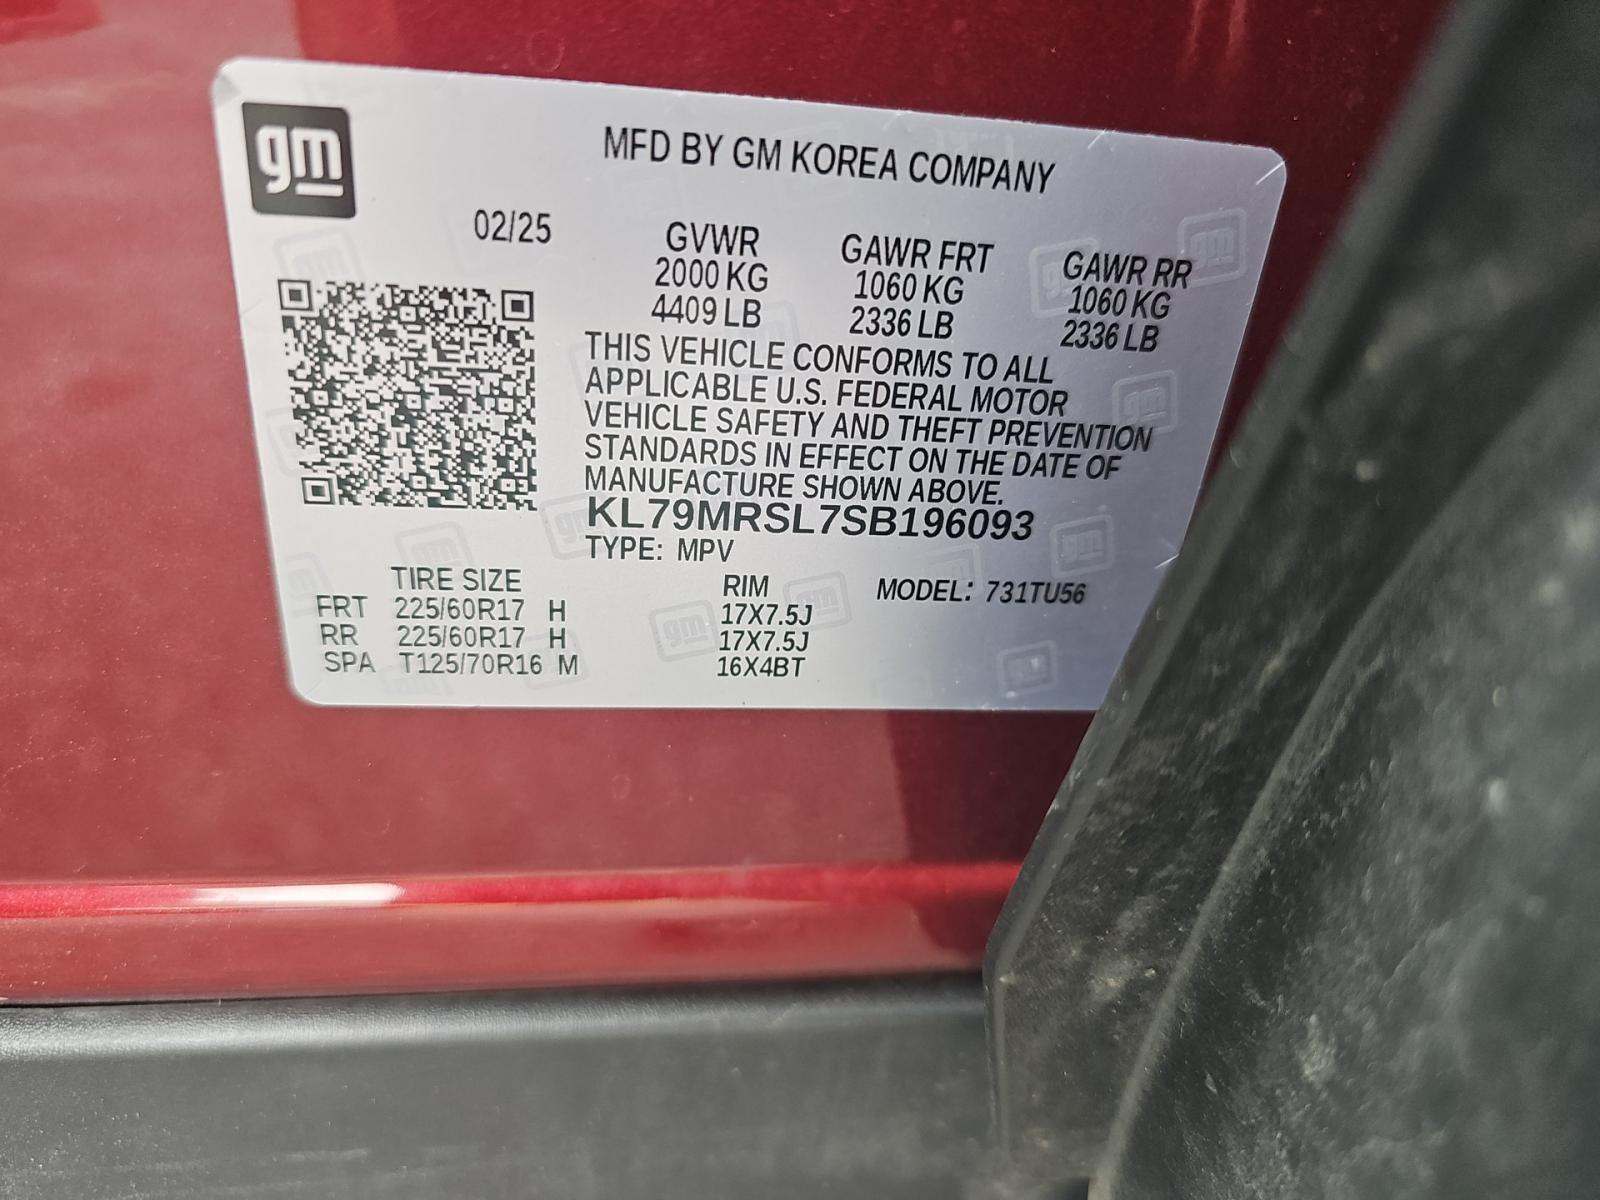 gm
MFD BY GM KOREA COMPANY
02/25
GVWR GAWR FRT GAWR RR
2000 KG 1060 KG 1060 KG
4409 LB 2336 LB 2336 LB
THIS VEHICLE CONFORMS TO ALL
APPLICABLE U.S. FEDERAL MOTOR
VEHICLE SAFETY AND THEFT PREVENTION
STANDARDS IN EFFECT ON THE DATE OF
MANUFACTURE SHOWN ABOVE.
KL79MRSL7SB196093
TYPE: MPV
TIRE SIZE RIM MODEL: 731TU56
FRT 225/60R17 H 17X7.5J
RR 225/60R17 H 17X7.5J
SPA T125/70R16 M 16X4BT